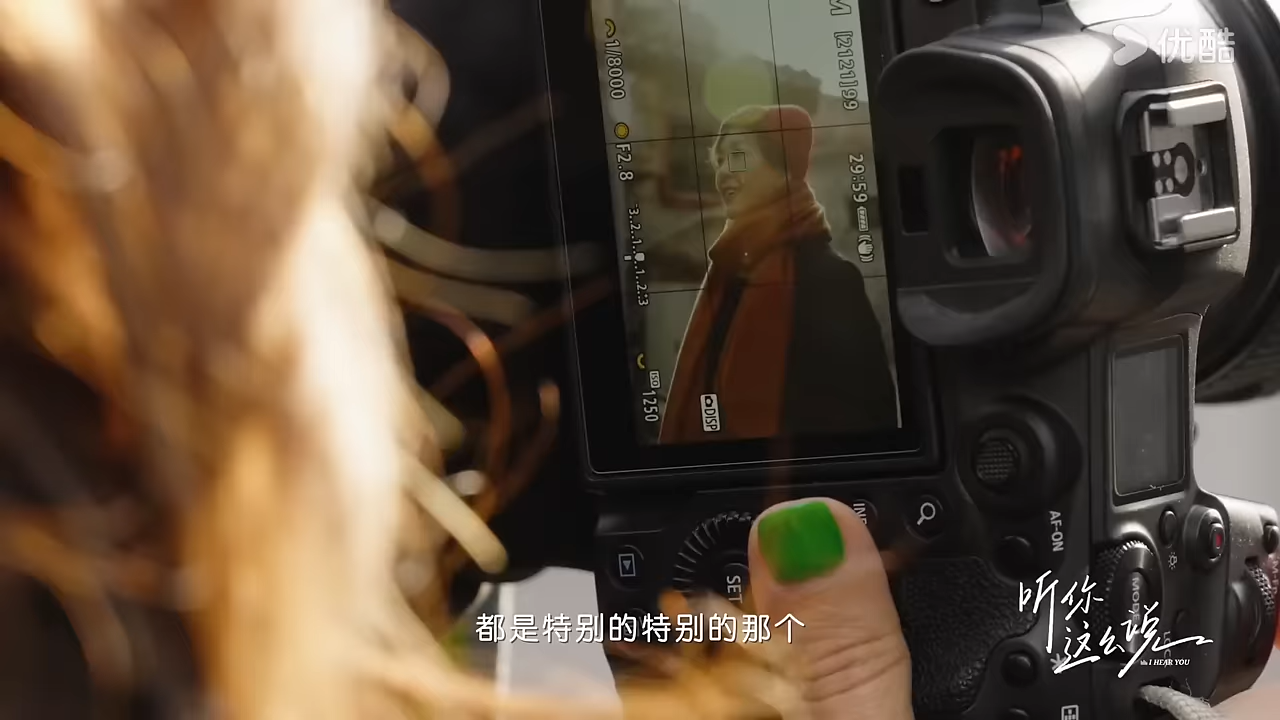 优酷
M
[2121]99
1/8000
F2.8
29:59
3..2..1..0..1..2..3
ISO
1250
DISP
AF-ON
SET
MOD
都是特别的特别的那个
听你
这么说
I HEAR YOU